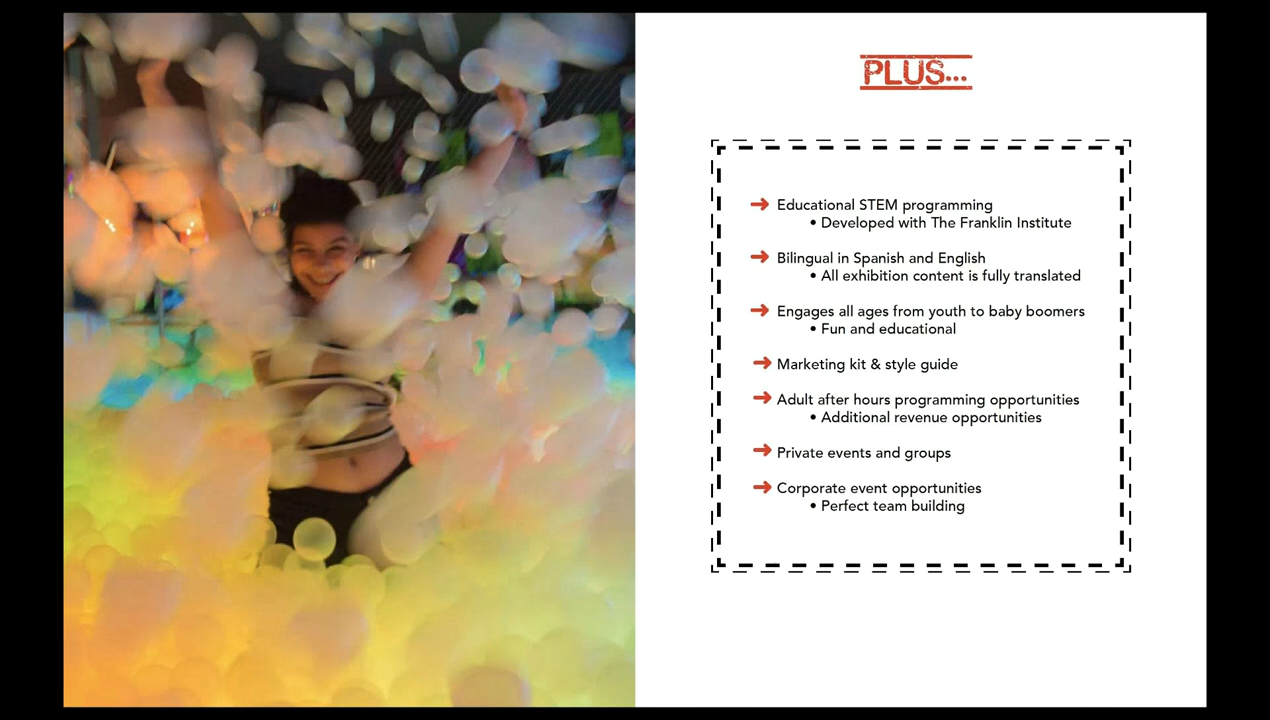 PLUS...
Educational STEM programming
• Developed with The Franklin Institute
Bilingual in Spanish and English
• All exhibition content is fully translated
Engages all ages from youth to baby boomers
• Fun and educational
Marketing kit & style guide
Adult after hours programming opportunities
• Additional revenue opportunities
Private events and groups
Corporate event opportunities
• Perfect team building